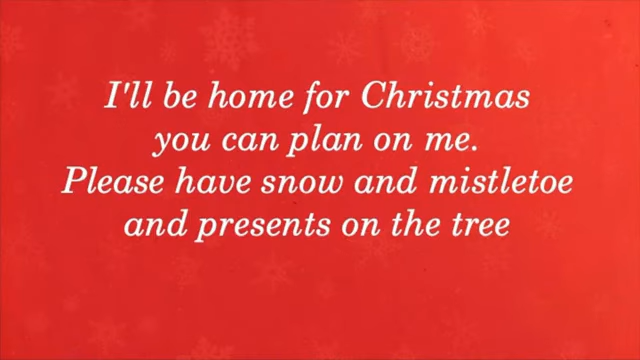 I'll be home for Christmas
you can plan on me.
Please have snow and mistletoe
and presents on the tree